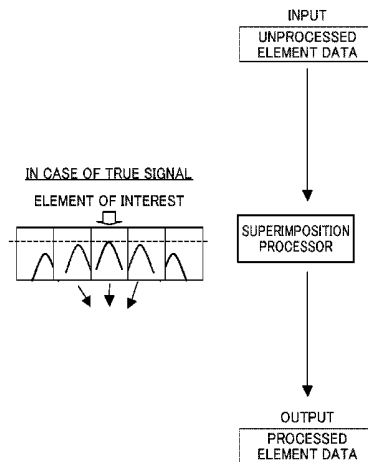 INPUT
UNPROCESSED
ELEMENT DATA
IN CASE OF TRUE SIGNAL
ELEMENT OF INTEREST
SUPERIMPOSITION
PROCESSOR
OUTPUT
PROCESSED
ELEMENT DATA